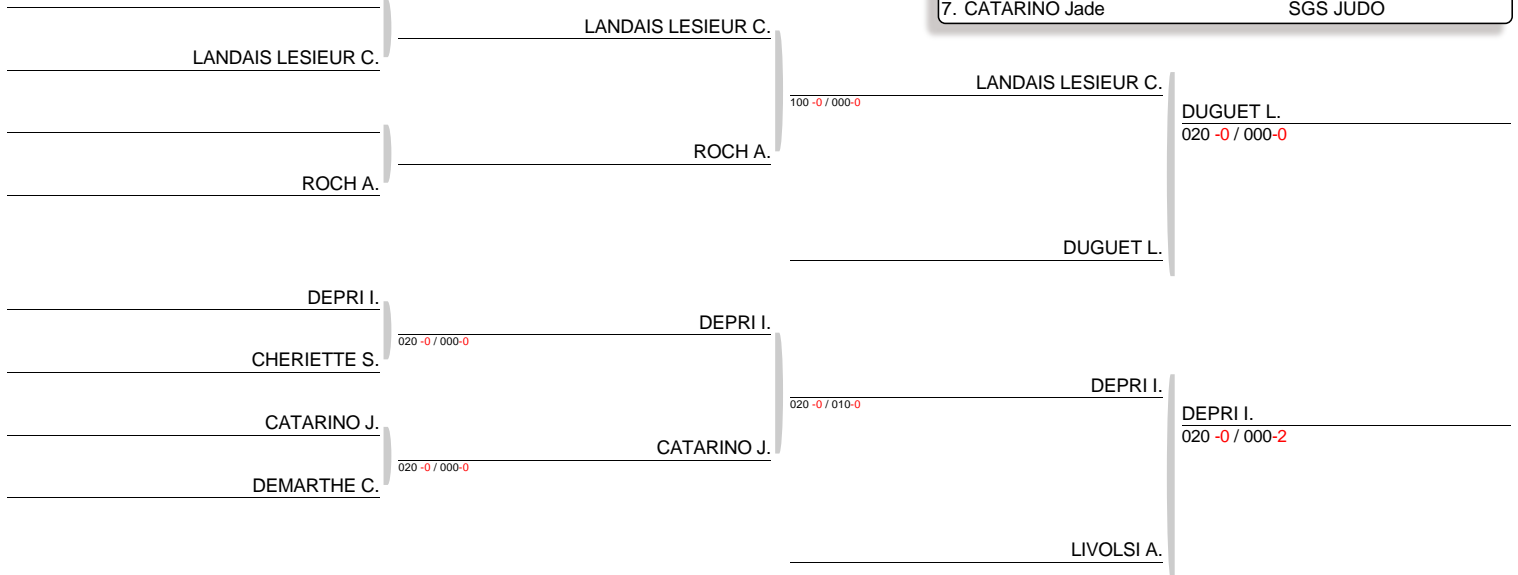 7. CATARINO Jade SGS JUDO
LANDAIS LESIEUR C.
LANDAIS LESIEUR C.
LANDAIS LESIEUR C.
100 -0 / 000-0
DUGUET L.
020 -0 / 000-0
ROCH A.
ROCH A.
DUGUET L.
DEPRI I.
DEPRI I.
020 -0 / 000-0
CHERIETTE S.
DEPRI I.
020 -0 / 010-0
DEPRI I.
020 -0 / 000-2
CATARINO J.
CATARINO J.
020 -0 / 000-0
DEMARTHE C.
LIVOLSI A.